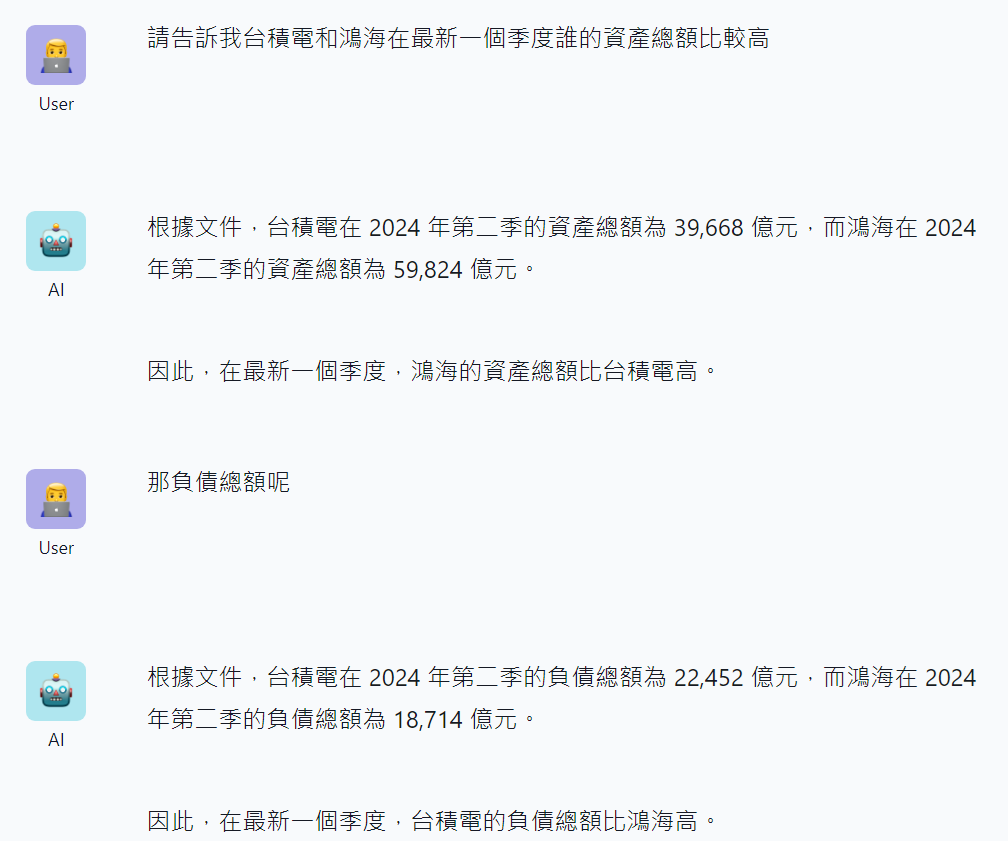 請告訴我台積電和鴻海在最新一個季度誰的資產總額比較高
User
根據文件，台積電在 2024 年第二季的資產總額為 39,668 億元，而鴻海在 2024
年第二季的資產總額為 59,824 億元。
AI
因此，在最新一個季度，鴻海的資產總額比台積電高。
那負債總額呢
User
根據文件，台積電在 2024 年第二季的負債總額為 22,452 億元，而鴻海在 2024
年第二季的負債總額為 18,714 億元。
AI
因此，在最新一個季度，台積電的負債總額比鴻海高。